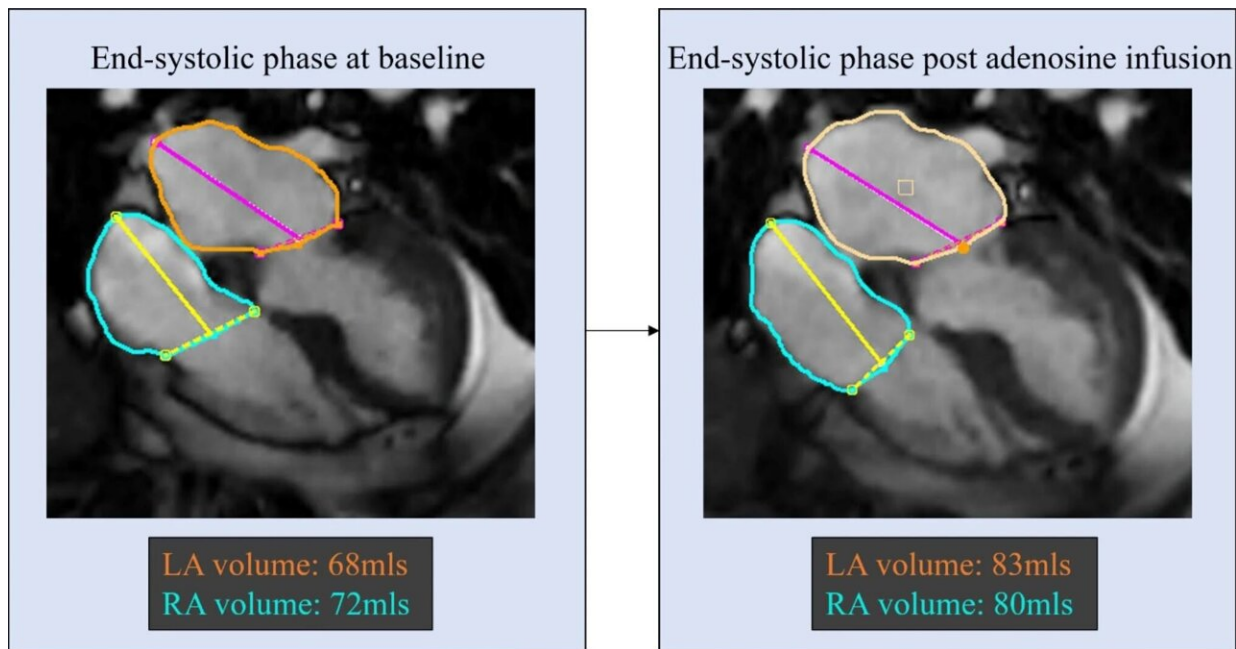 End-systolic phase at baseline
LA volume: 68mls
RA volume: 72mls
End-systolic phase post adenosine infusion
LA volume: 83mls
RA volume: 80mls